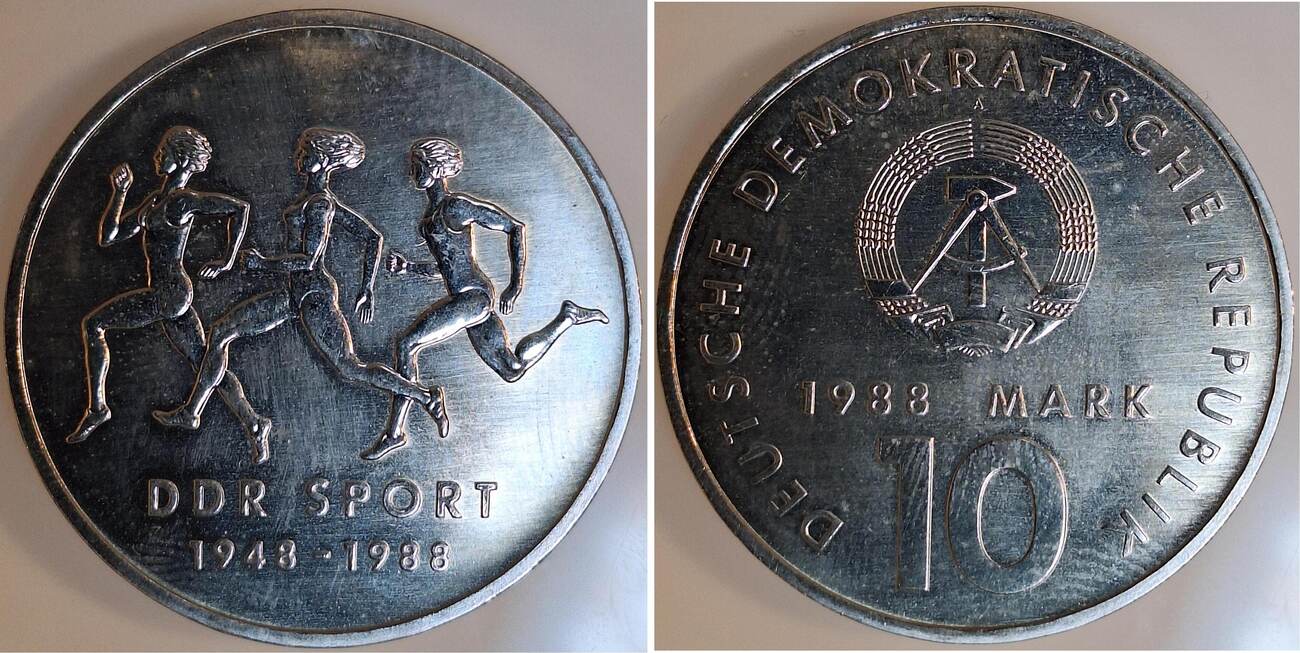 DDR SPORT
1948-1988
DEUTSCHE DEMOKRATISCHE REPUBLIK
A
1988 MARK
10